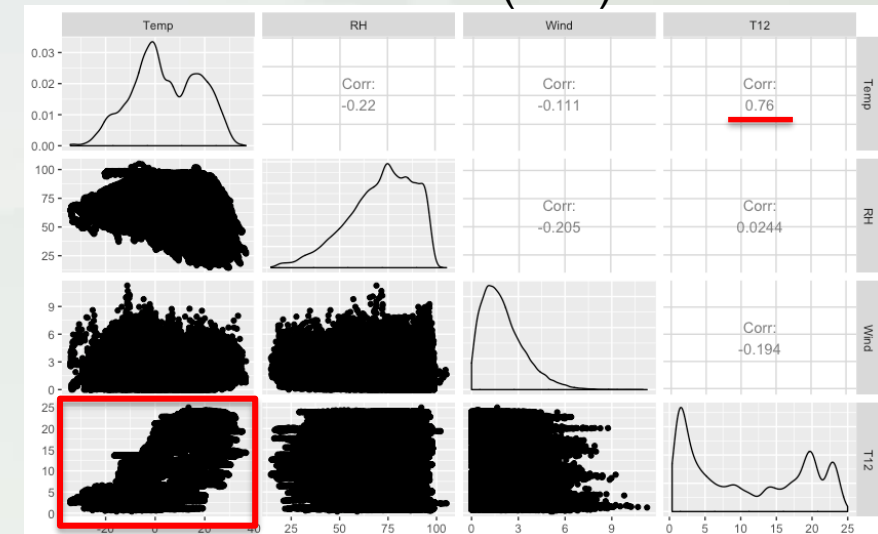 Temp RH Wind T12
0.03
0.02
0.01
0.00
Corr:
-0.22
Corr:
-0.111
Corr:
0.76
Temp
100
75
50
25
Corr:
-0.205
Corr:
0.0244
RH
9
6
3
0
Corr:
-0.194
Wind
25
20
15
10
5
0
T12
-20 0 20 40 25 50 75 100 0 3 6 9 0 5 10 15 20 25